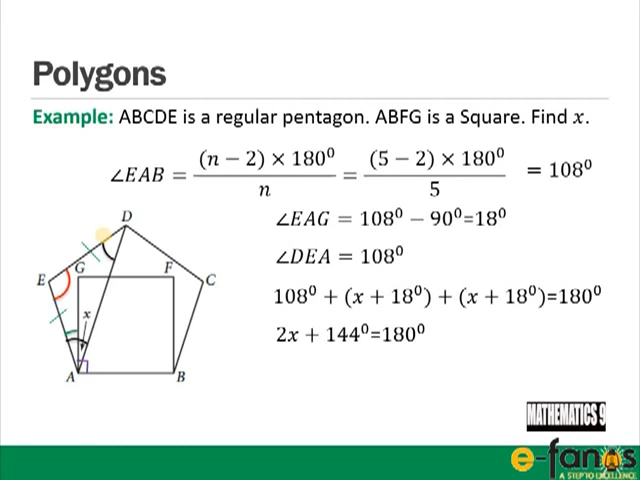 Polygons
Example: ABCDE is a regular pentagon. ABFG is a Square. Find x.
∠EAB = (n − 2) × 180⁰ / n = (5 − 2) × 180⁰ / 5 = 108⁰
∠EAG = 108⁰ − 90⁰=18⁰
∠DEA = 108⁰
108⁰ + (x + 18⁰) + (x + 18⁰)=180⁰
2x + 144⁰=180⁰
D
G
F
E
C
x
A
B
MATHEMATICS 9
e-fanos
A STEP TO EXCELLENCE